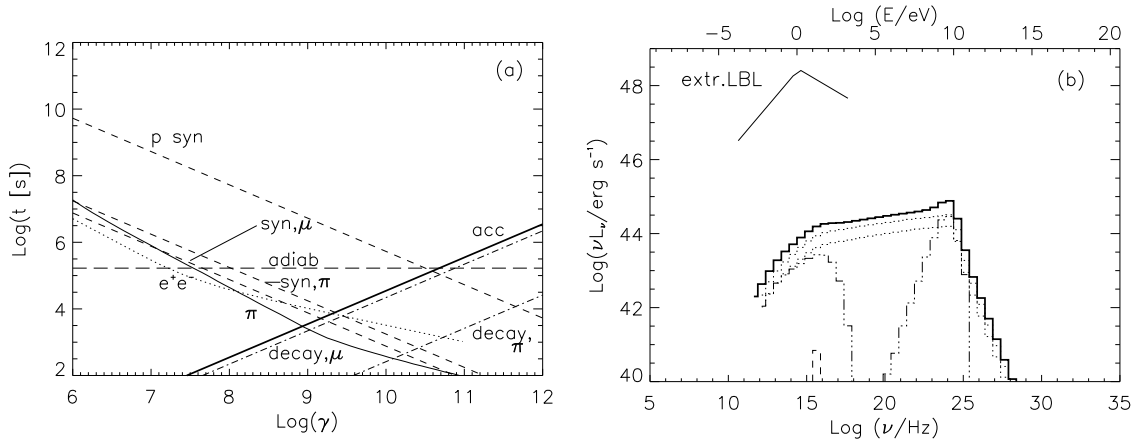 (a)
12
10
8
6
4
2
Log(t [s])
p syn
syn,μ
acc
adiab
e⁺e⁻
syn,π
π
decay,μ
decay,
π
6 7 8 9 10 11 12
Log(γ)
Log (E/eV)
-5 0 5 10 15 20
(b)
extr.LBL
48
46
44
42
40
Log(νLν/erg s⁻¹)
5 10 15 20 25 30 35
Log (ν/Hz)